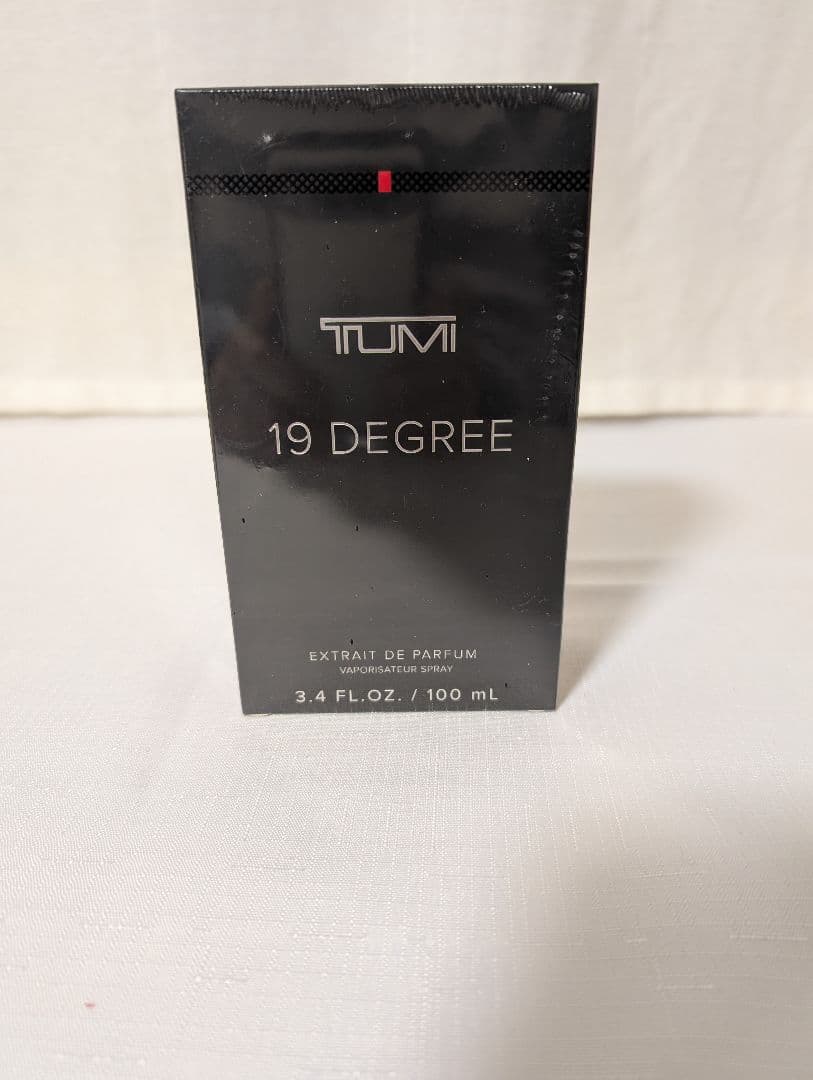 TUMI
19 DEGREE
EXTRAIT DE PARFUM
VAPORISATEUR SPRAY
3.4 FL.OZ. / 100 mL